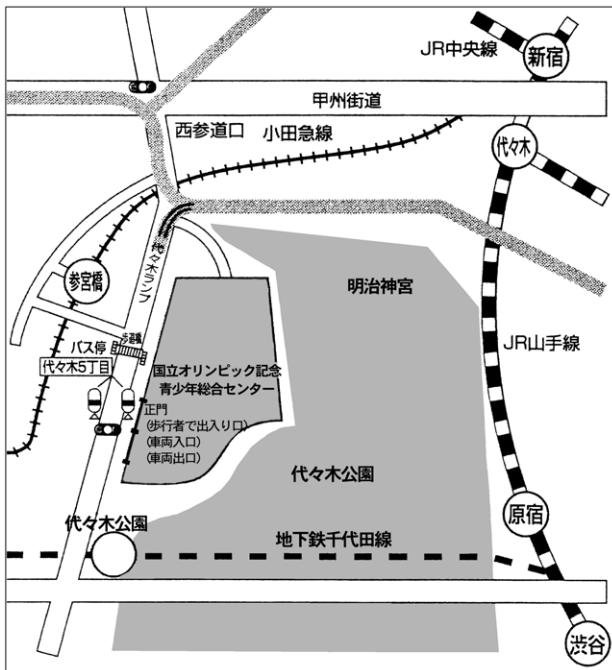 JR中央線
新宿
甲州街道
西参道口
小田急線
代々木
代々木ランプ
明治神宮
参宮橋
歩道橋
バス停
代々木5丁目
国立オリンピック記念
青少年総合センター
JR山手線
正門
(歩行者で出入り口)
(車両入口)
(車両出口)
代々木公園
原宿
代々木公園
地下鉄千代田線
渋谷